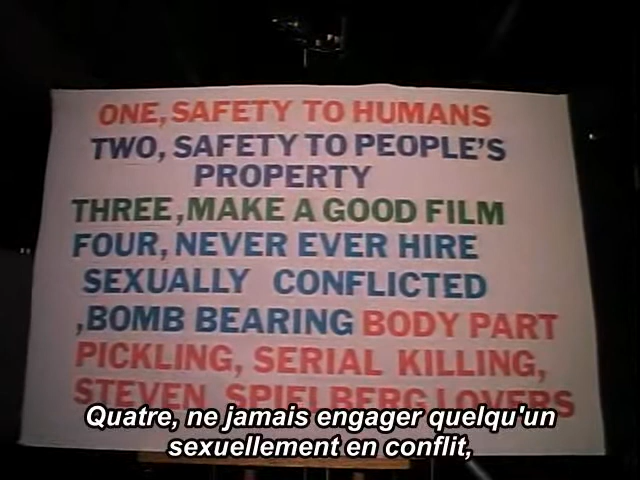 ONE, SAFETY TO HUMANS
TWO, SAFETY TO PEOPLE'S
PROPERTY
THREE ,MAKE A GOOD FILM
FOUR, NEVER EVER HIRE
SEXUALLY CONFLICTED
,BOMB BEARING BODY PART
PICKLING, SERIAL KILLING,
STEVEN SPIELBERG LOVERS
Quatre, ne jamais engager quelqu'un
sexuellement en conflit,